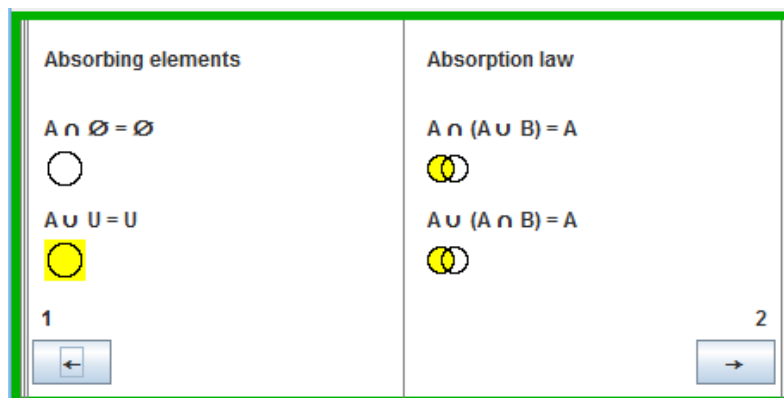 Absorbing elements
A ∩ Ø = Ø
A ∪ U = U
1
←
Absorption law
A ∩ (A ∪ B) = A
A ∪ (A ∩ B) = A
2
→